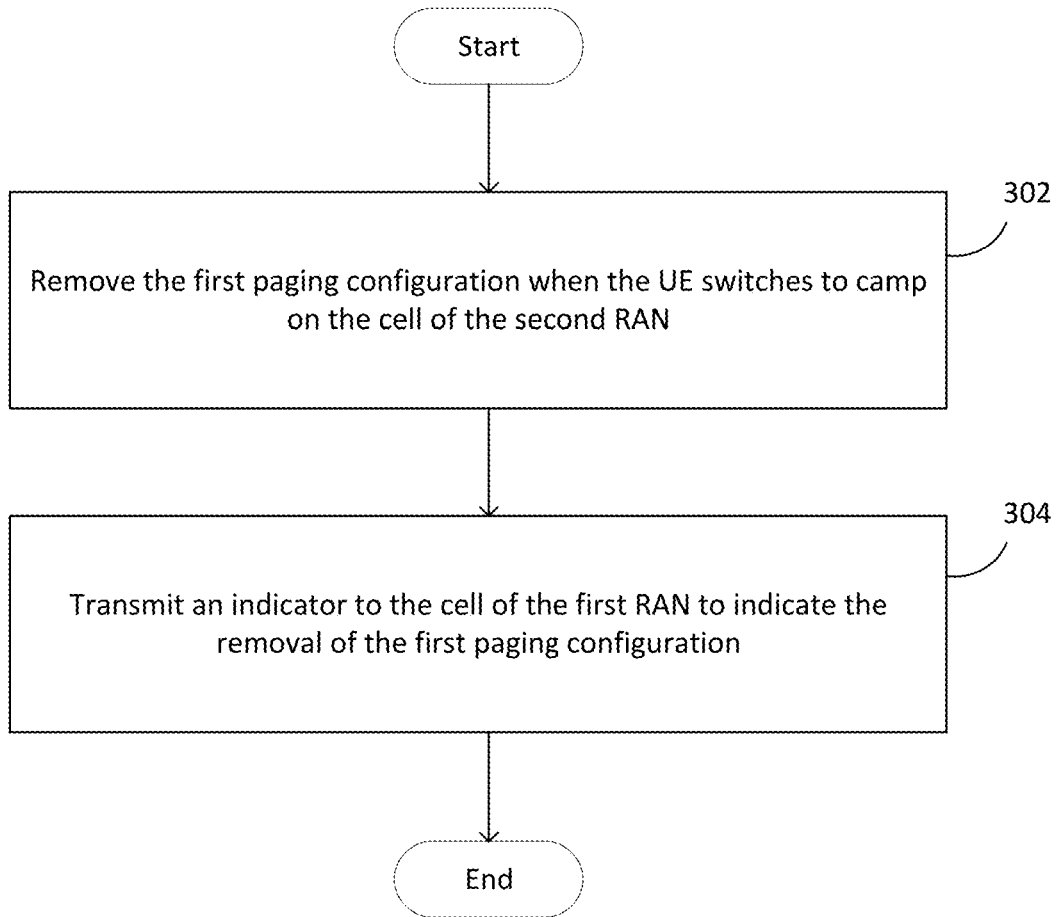 Start
302
Remove the first paging configuration when the UE switches to camp
on the cell of the second RAN
304
Transmit an indicator to the cell of the first RAN to indicate the
removal of the first paging configuration
End